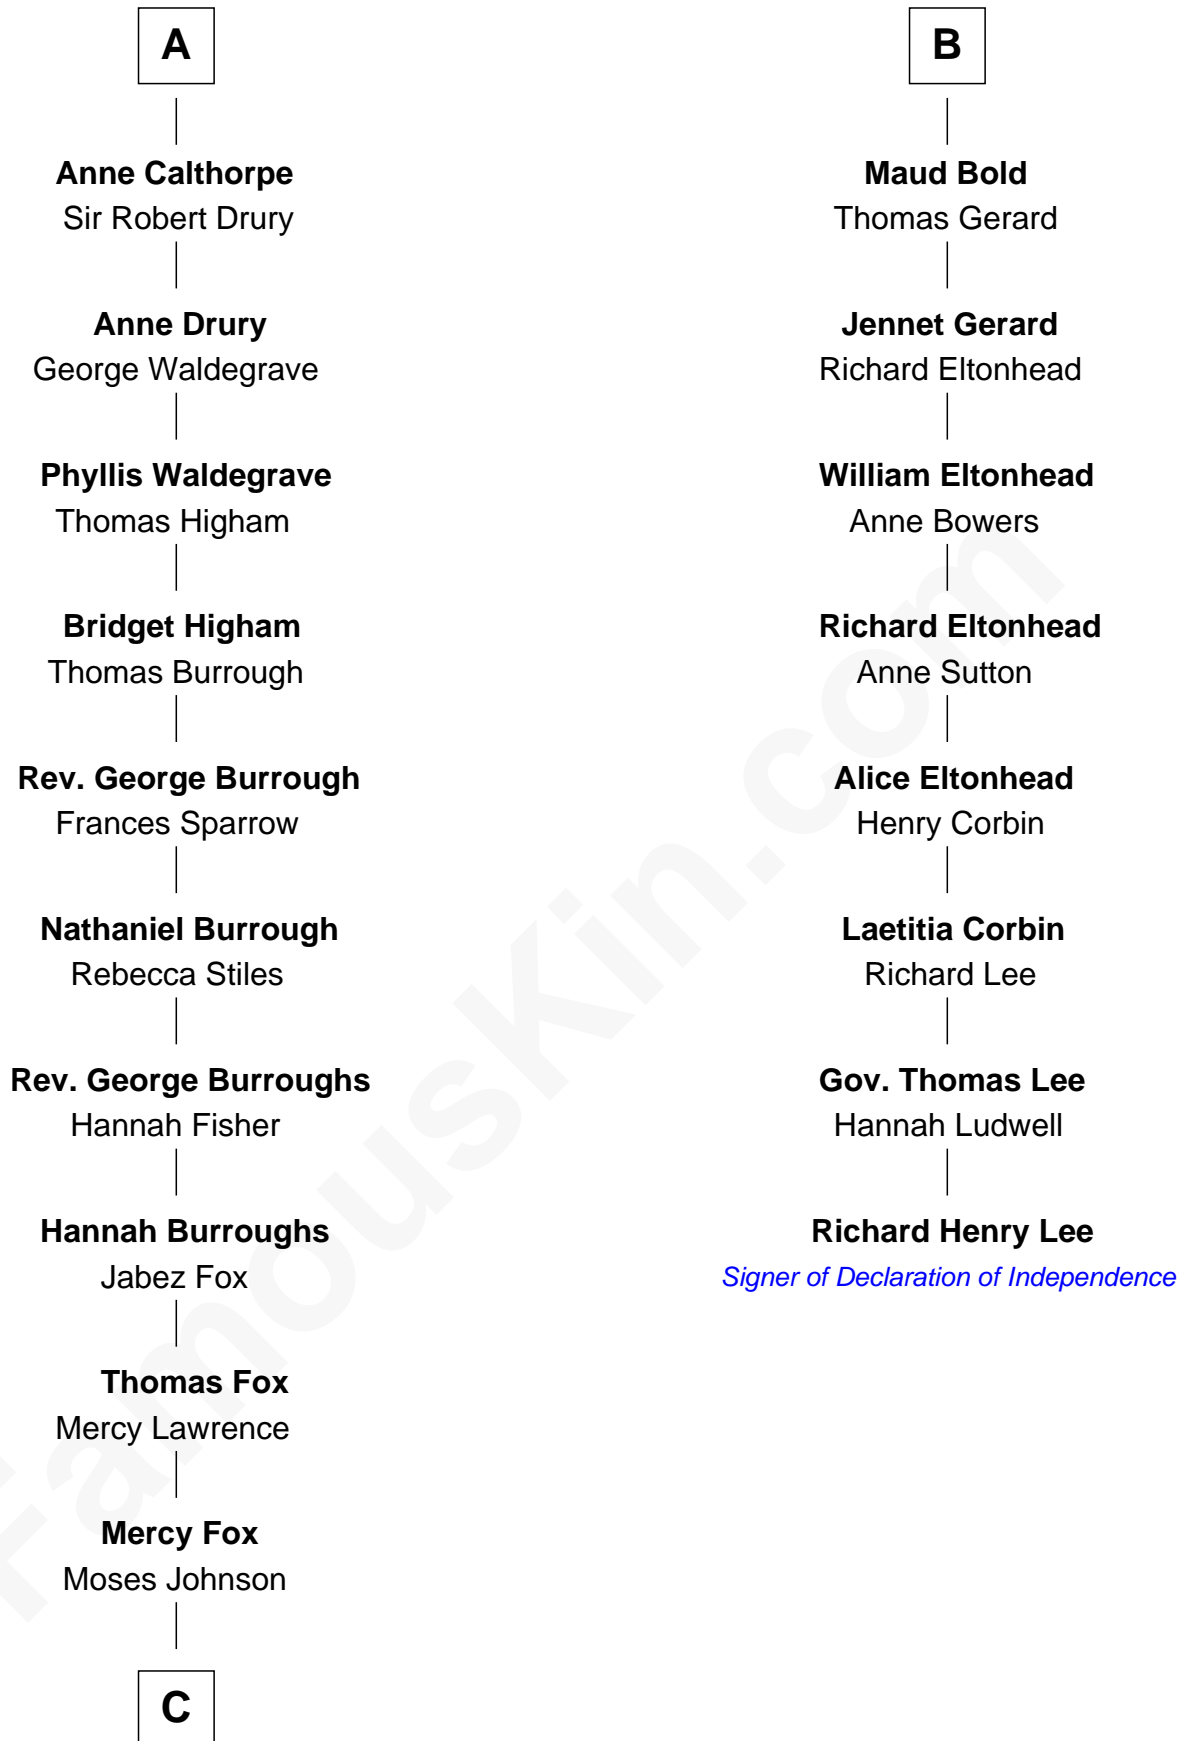 A
Anne Calthorpe
Sir Robert Drury
Anne Drury
George Waldegrave
Phyllis Waldegrave
Thomas Higham
Bridget Higham
Thomas Burrough
Rev. George Burrough
Frances Sparrow
Nathaniel Burrough
Rebecca Stiles
Rev. George Burroughs
Hannah Fisher
Hannah Burroughs
Jabez Fox
Thomas Fox
Mercy Lawrence
Mercy Fox
Moses Johnson
C
B
Maud Bold
Thomas Gerard
Jennet Gerard
Richard Eltonhead
William Eltonhead
Anne Bowers
Richard Eltonhead
Anne Sutton
Alice Eltonhead
Henry Corbin
Laetitia Corbin
Richard Lee
Gov. Thomas Lee
Hannah Ludwell
Richard Henry Lee
Signer of Declaration of Independence
FamousKin.com